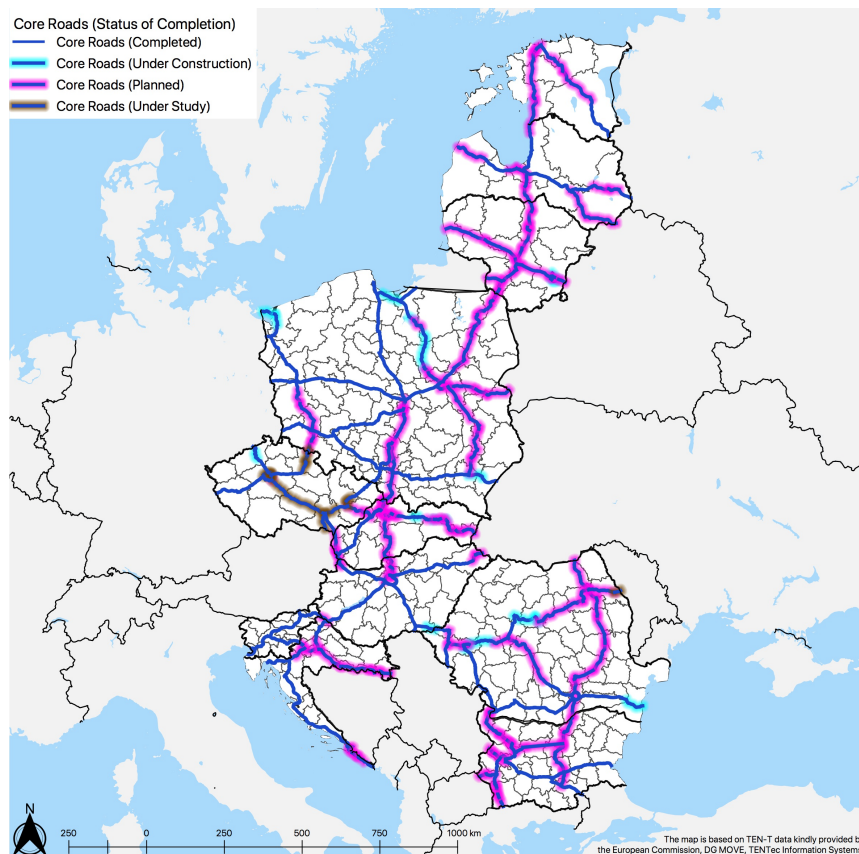 Core Roads (Status of Completion)
Core Roads (Completed)
Core Roads (Under Construction)
Core Roads (Planned)
Core Roads (Under Study)
N
250 0 250 500 750 1000 km
The map is based on TEN-T data kindly provided b
the European Commission, DG MOVE, TENTec Information System